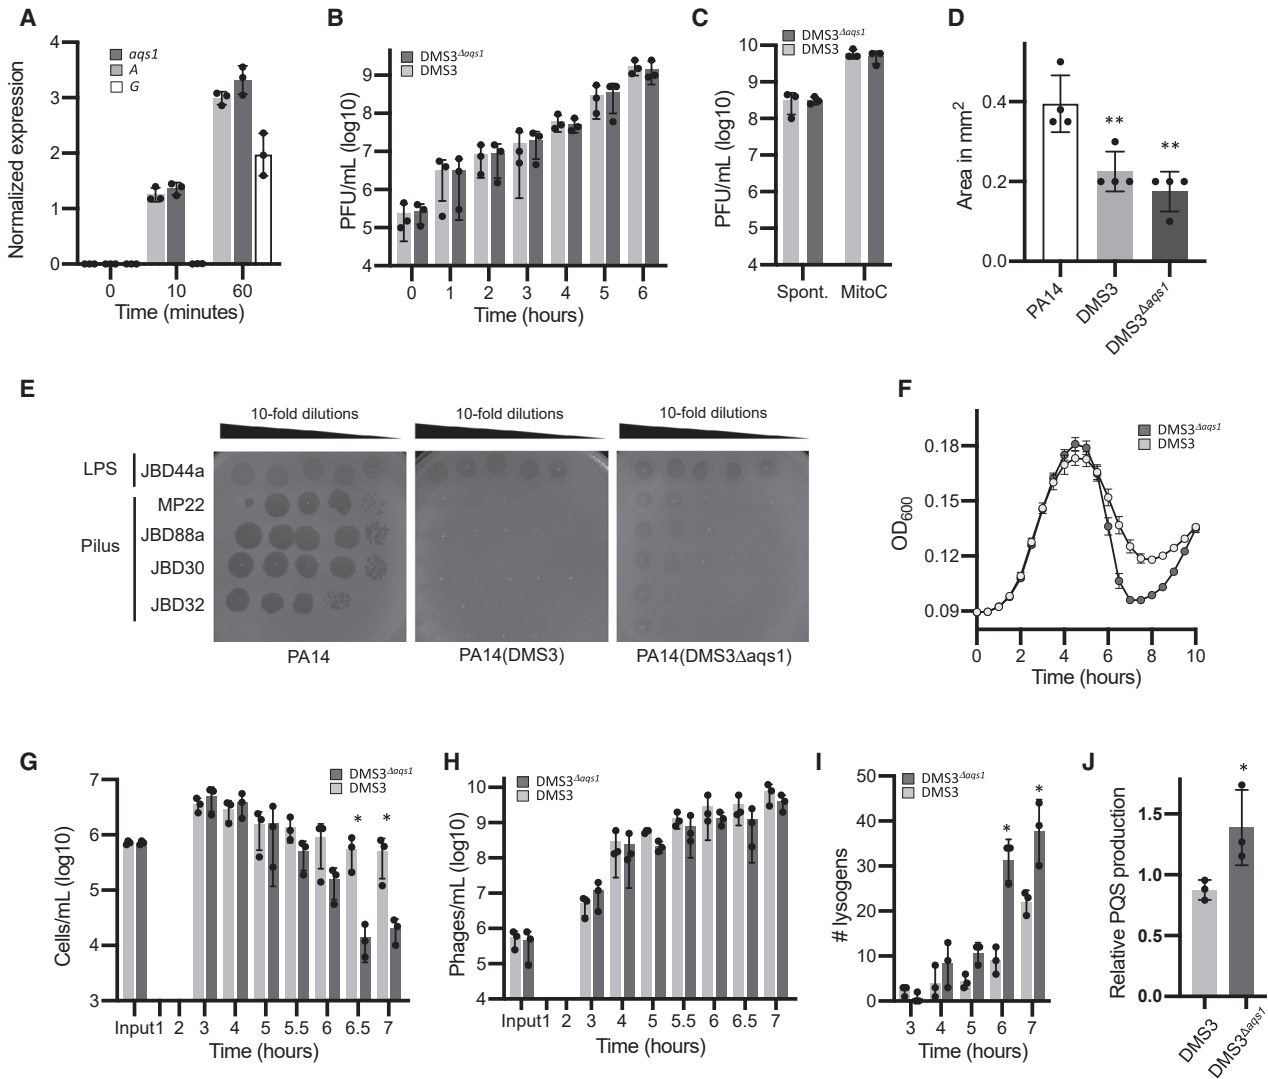 A
Normalized expression
4
3
2
1
0
aqs1
A
G
0 10 60
Time (minutes)
B
PFU/mL (log10)
9
8
7
6
5
4
DMS3Δaqs1
DMS3
0 1 2 3 4 5 6
Time (hours)
C
PFU/mL (log10)
10
9
8
7
6
5
4
DMS3Δaqs1
DMS3
Spont. MitoC
D
Area in mm2
0.4
0.2
0.0
**
**
PA14
DMS3
DMS3Δaqs1
E
10-fold dilutions
10-fold dilutions
10-fold dilutions
LPS
JBD44a
MP22
JBD88a
Pilus
JBD30
JBD32
PA14
PA14(DMS3)
PA14(DMS3Δaqs1)
F
OD600
0.18
0.15
0.12
0.09
DMS3Δaqs1
DMS3
0 2 4 6 8 10
Time (hours)
G
Cells/mL (log10)
7
6
5
4
3
DMS3Δaqs1
DMS3
*
*
Input1 2 3 4 5 5.5 6 6.5 7
Time (hours)
H
Phages/mL (log10)
10
9
8
7
6
5
4
DMS3Δaqs1
DMS3
Input1 2 3 4 5 5.5 6 6.5 7
Time (hours)
I
# lysogens
50
40
30
20
10
0
DMS3Δaqs1
DMS3
*
*
3 4 5 6 7
Time (hours)
J
Relative PQS production
1.5
1.0
0.5
0.0
*
DMS3
DMS3Δaqs1